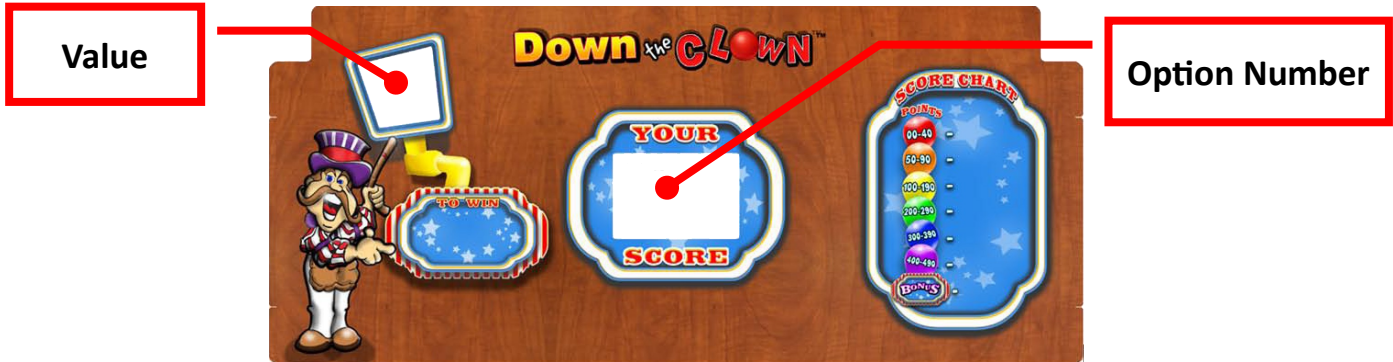 Value
Down the CLOWN™
Option Number
TO WIN
YOUR
SCORE
SCORE CHART
POINTS
00-40 -
50-90 -
100-190 -
200-290 -
300-390 -
400-490 -
BONUS -